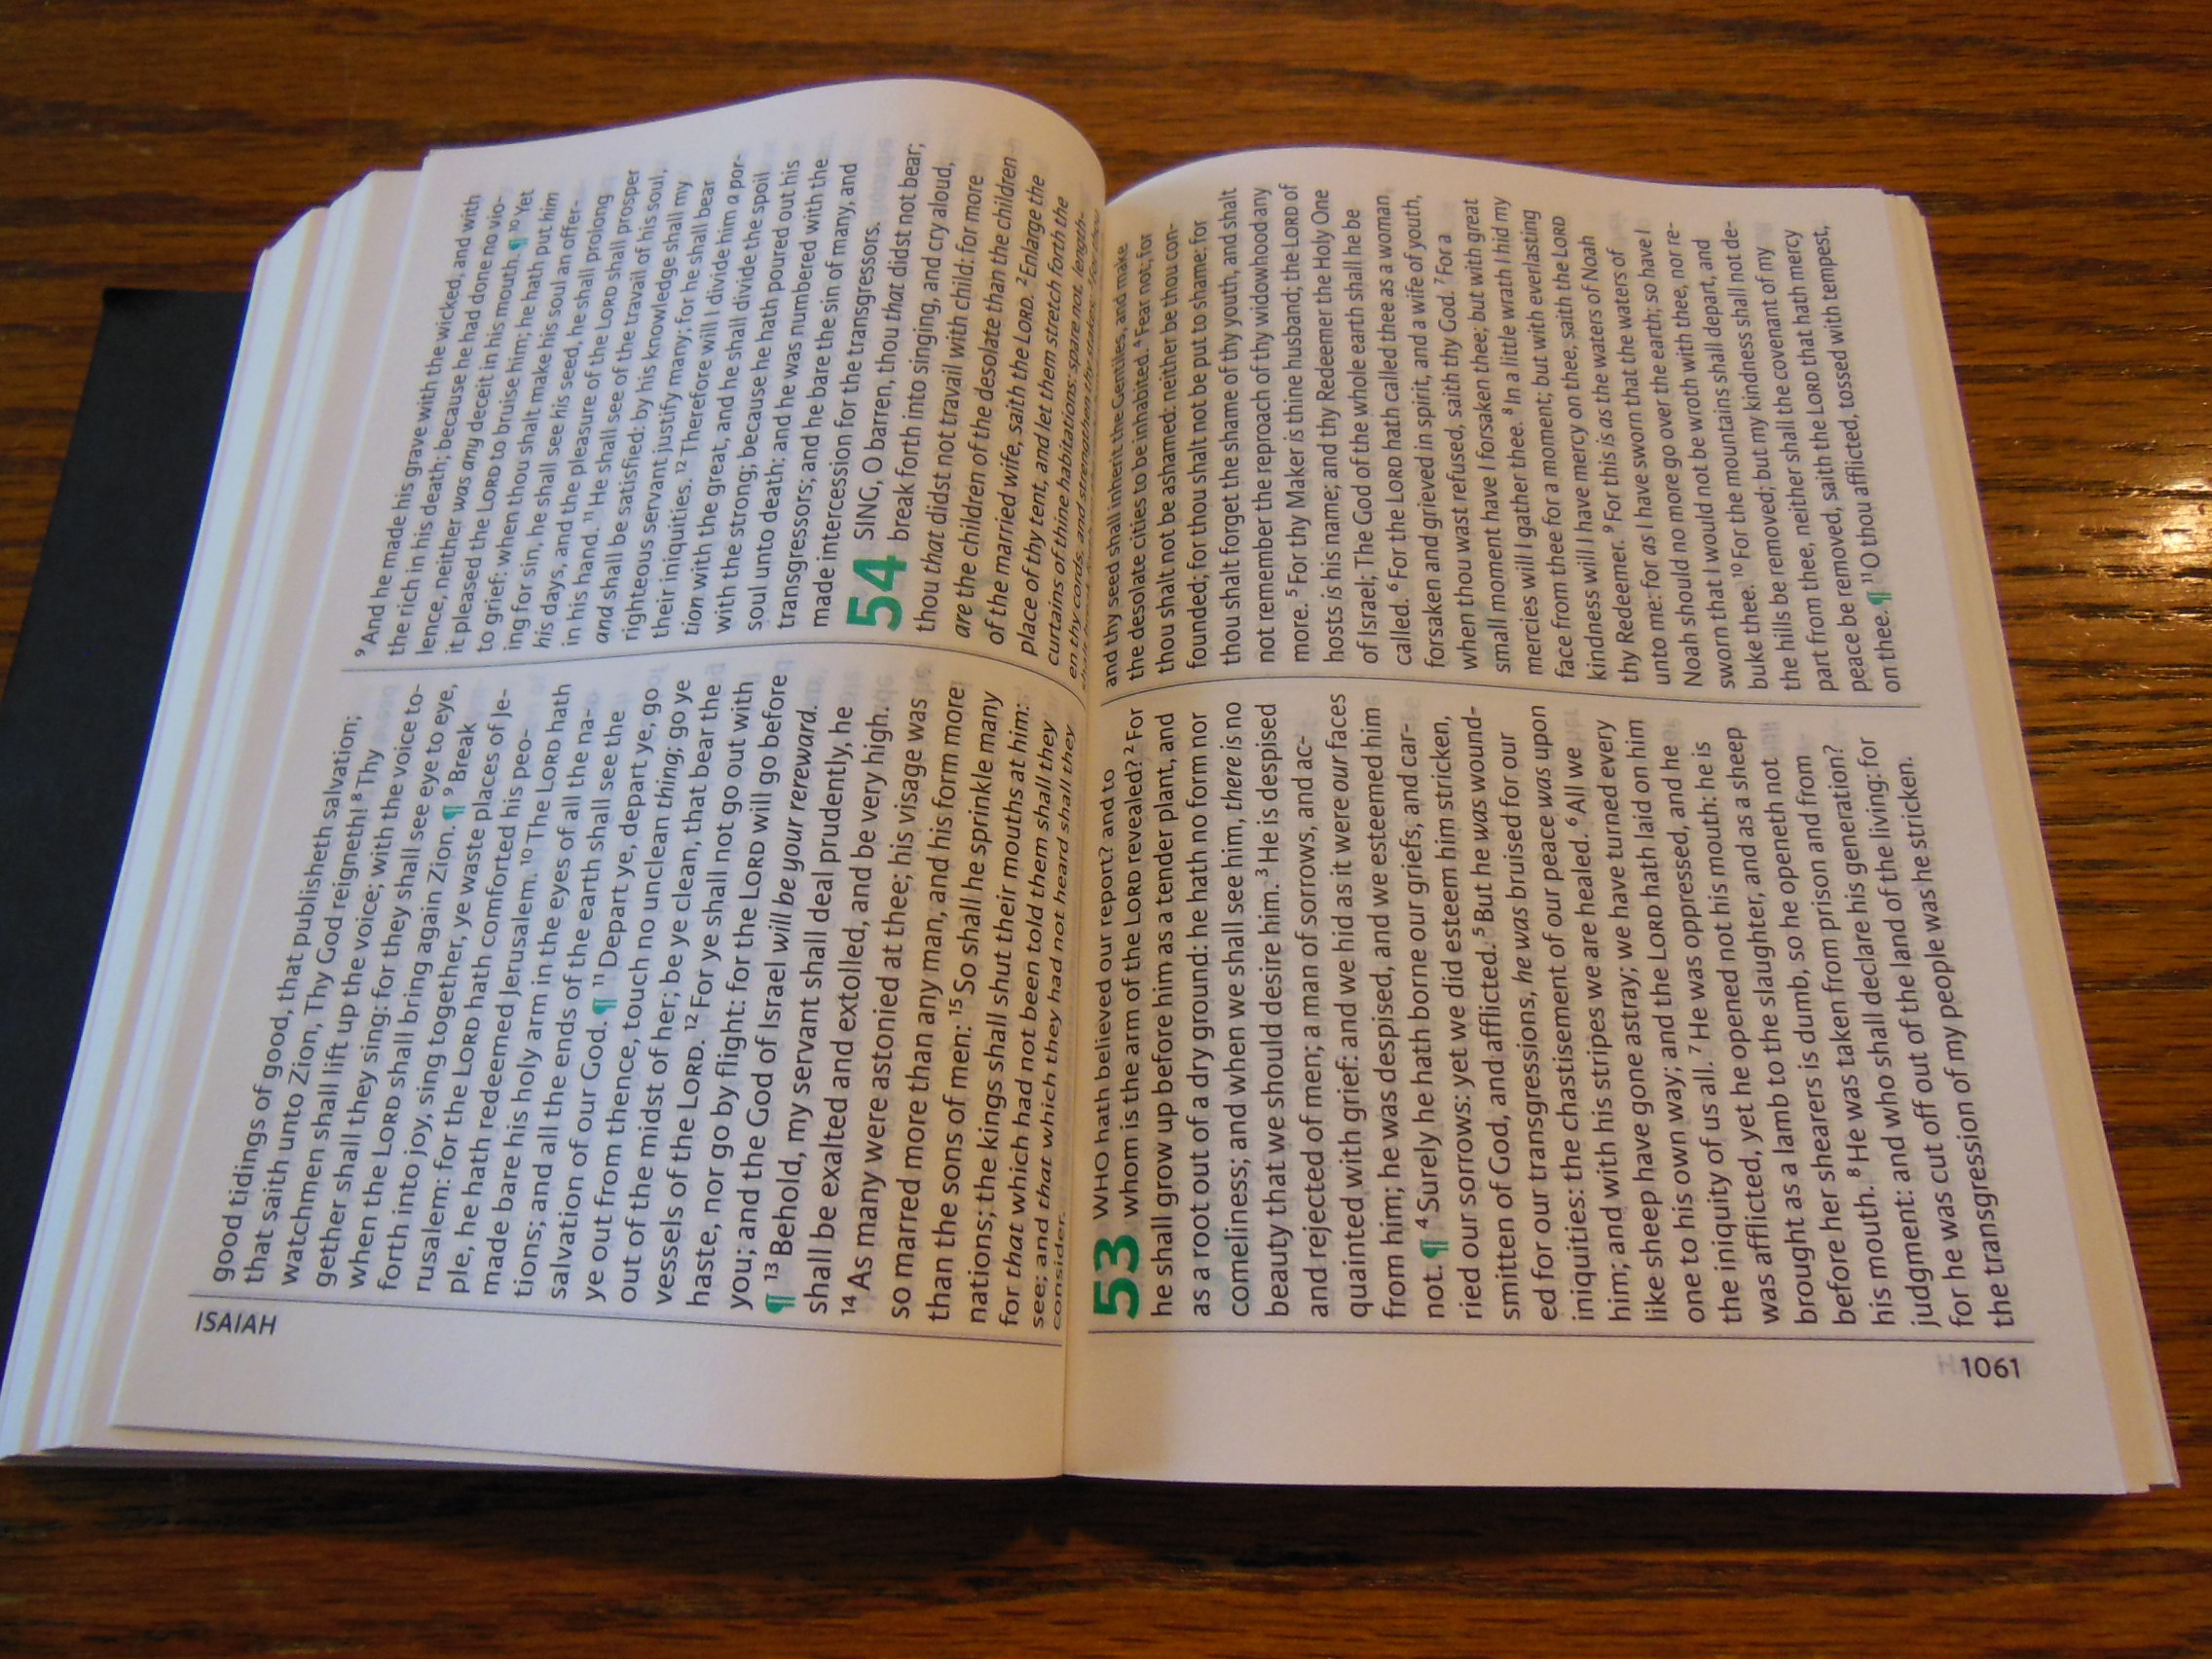 ISAIAH
good tidings of good, that publisheth salvation;
that saith unto Zion, Thy God reigneth! 8 Thy
watchmen shall lift up the voice; with the voice to-
gether shall they sing: for they shall see eye to eye,
when the LORD shall bring again Zion. ¶ 9 Break
forth into joy, sing together, ye waste places of Je-
rusalem: for the LORD hath comforted his peo-
ple, he hath redeemed Jerusalem. 10 The LORD hath
made bare his holy arm in the eyes of all the na-
tions; and all the ends of the earth shall see the
salvation of our God. ¶ 11 Depart ye, depart ye, go
ye out from thence, touch no unclean thing; go ye
out of the midst of her; be ye clean, that bear the
vessels of the LORD. 12 For ye shall not go out with
haste, nor go by flight: for the LORD will go before
you; and the God of Israel will be your rereward.
¶ 13 Behold, my servant shall deal prudently, he
shall be exalted and extolled, and be very high.
14 As many were astonied at thee; his visage was
so marred more than any man, and his form more
than the sons of men: 15 So shall he sprinkle many
nations; the kings shall shut their mouths at him:
for that which had not been told them shall they
see; and that which they had not heard shall they
consider.
53 WHO hath believed our report? and to
whom is the arm of the LORD revealed? 2 For
he shall grow up before him as a tender plant, and
as a root out of a dry ground: he hath no form nor
comeliness; and when we shall see him, there is no
beauty that we should desire him. 3 He is despised
and rejected of men; a man of sorrows, and ac-
quainted with grief: and we hid as it were our faces
from him; he was despised, and we esteemed him
not. ¶ 4 Surely he hath borne our griefs, and car-
ried our sorrows: yet we did esteem him stricken,
smitten of God, and afflicted. 5 But he was wound-
ed for our transgressions, he was bruised for our
iniquities: the chastisement of our peace was upon
him; and with his stripes we are healed. 6 All we
like sheep have gone astray; we have turned every
one to his own way; and the LORD hath laid on him
the iniquity of us all. 7 He was oppressed, and he
was afflicted, yet he opened not his mouth: he is
brought as a lamb to the slaughter, and as a sheep
before her shearers is dumb, so he openeth not
his mouth. 8 He was taken from prison and from
judgment: and who shall declare his generation?
for he was cut off out of the land of the living: for
the transgression of my people was he stricken.
9 And he made his grave with the wicked, and with
the rich in his death; because he had done no vio-
lence, neither was any deceit in his mouth. ¶ 10 Yet
it pleased the LORD to bruise him; he hath put him
to grief: when thou shalt make his soul an offer-
ing for sin, he shall see his seed, he shall prolong
his days, and the pleasure of the LORD shall prosper
in his hand. 11 He shall see of the travail of his soul,
and shall be satisfied: by his knowledge shall my
righteous servant justify many; for he shall bear
their iniquities. 12 Therefore will I divide him a por-
tion with the great, and he shall divide the spoil
with the strong; because he hath poured out his
soul unto death: and he was numbered with the
transgressors; and he bare the sin of many, and
made intercession for the transgressors.
54 SING, O barren, thou that didst not bear;
break forth into singing, and cry aloud,
thou that didst not travail with child: for more
are the children of the desolate than the children
of the married wife, saith the LORD. 2 Enlarge the
place of thy tent, and let them stretch forth the
curtains of thine habitations: spare not, length-
en thy cords, and strengthen thy stakes; 3 For thou
and thy seed shall inherit the Gentiles, and make
the desolate cities to be inhabited. 4 Fear not; for
thou shalt not be ashamed: neither be thou con-
founded; for thou shalt not be put to shame: for
thou shalt forget the shame of thy youth, and shalt
not remember the reproach of thy widowhood any
more. 5 For thy Maker is thine husband; the LORD of
hosts is his name; and thy Redeemer the Holy One
of Israel; The God of the whole earth shall he be
called. 6 For the LORD hath called thee as a woman
forsaken and grieved in spirit, and a wife of youth,
when thou wast refused, saith thy God. 7 For a
small moment have I forsaken thee; but with great
mercies will I gather thee. 8 In a little wrath I hid my
face from thee for a moment; but with everlasting
kindness will I have mercy on thee, saith the LORD
thy Redeemer. 9 For this is as the waters of Noah
unto me: for as I have sworn that the waters of
Noah should no more go over the earth; so have I
sworn that I would not be wroth with thee, nor re-
buke thee. 10 For the mountains shall depart, and
the hills be removed; but my kindness shall not de-
part from thee, neither shall the covenant of my
peace be removed, saith the LORD that hath mercy
on thee. ¶ 11 O thou afflicted, tossed with tempest,
1061